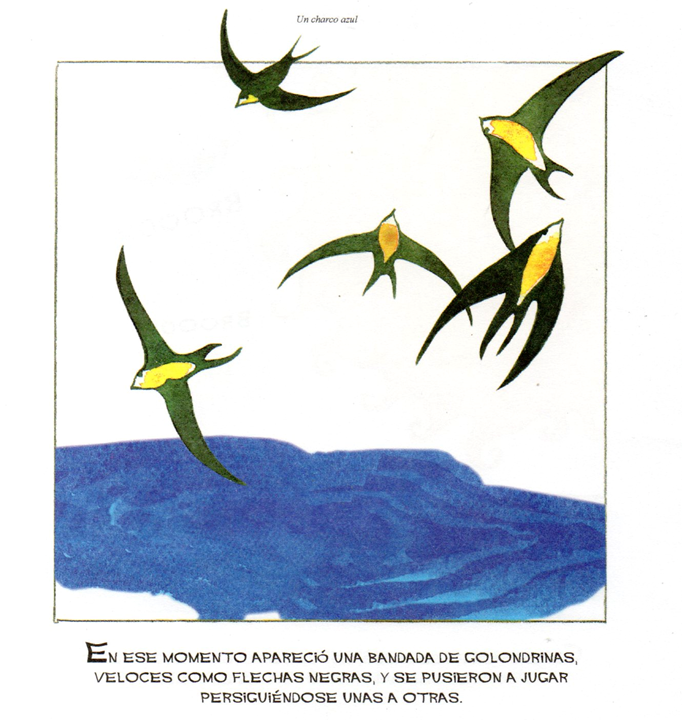 Un charco azul
EN ESE MOMENTO APARECIÓ UNA BANDADA DE GOLONDRINAS,
VELOCES COMO FLECHAS NEGRAS, Y SE PUSIERON A JUGAR
PERSIGUIÉNDOSE UNAS A OTRAS.